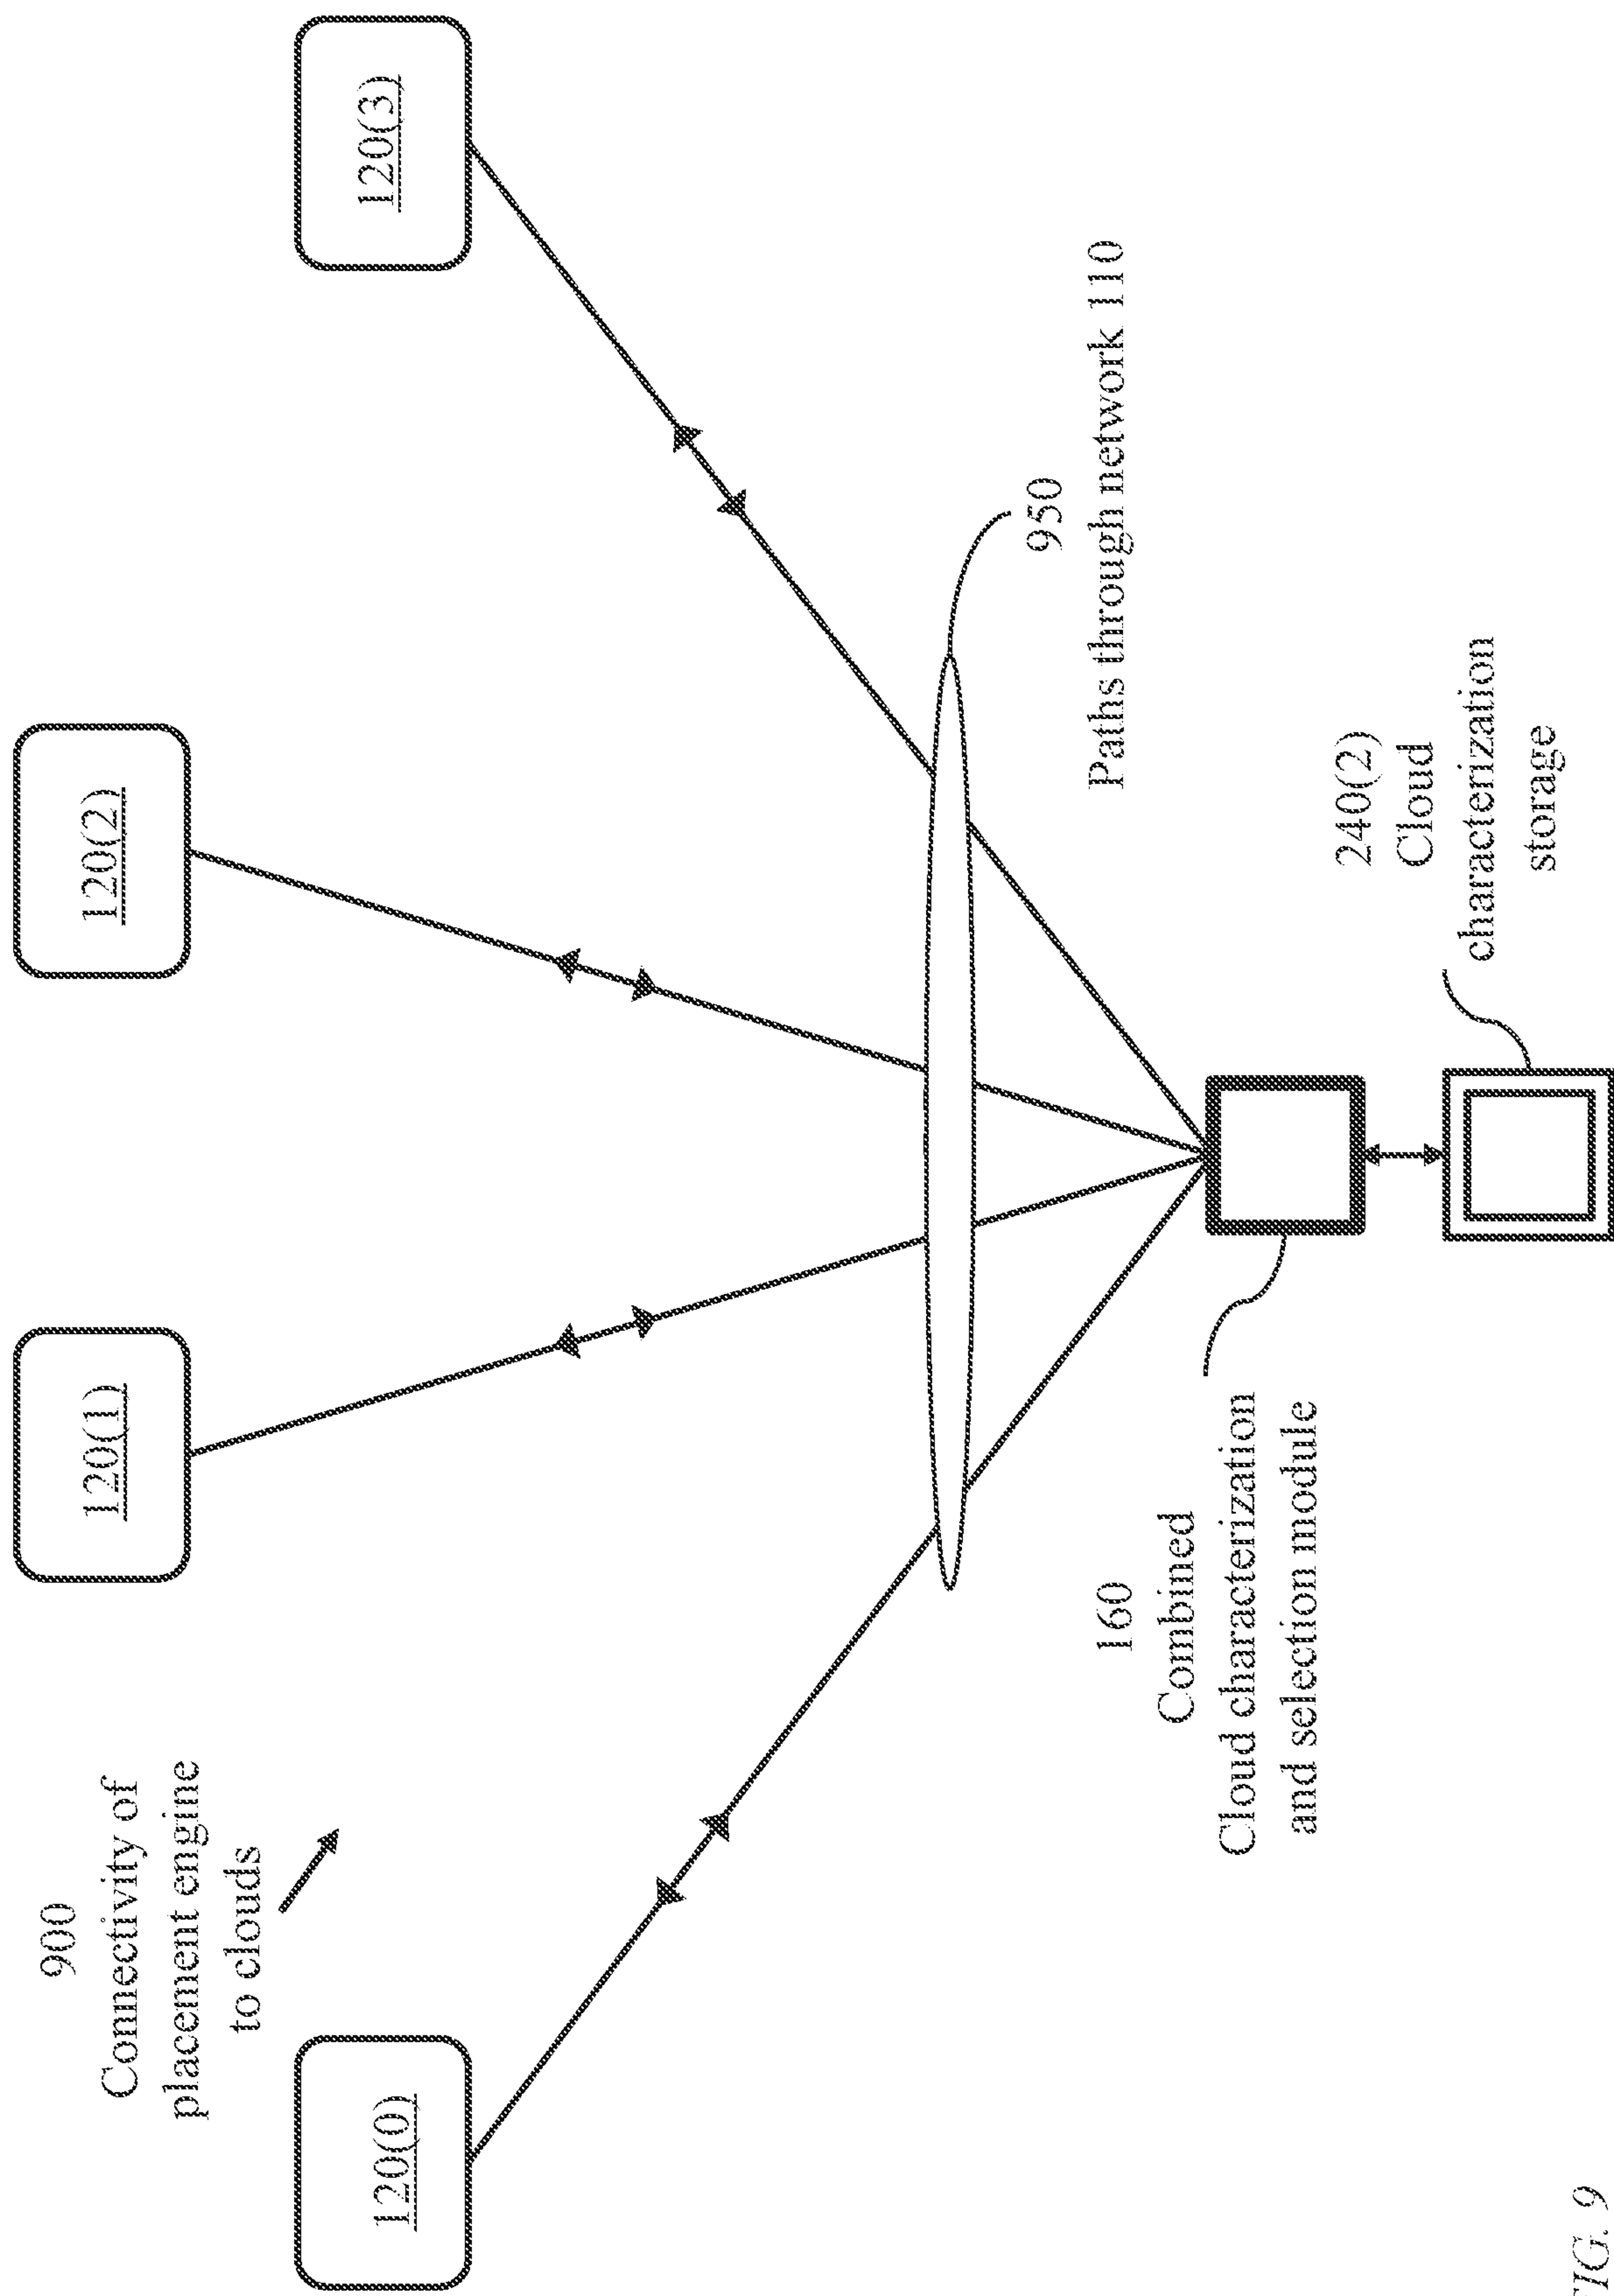 900
Connectivity of
placement engine
to clouds
120(0)
120(1)
120(2)
120(3)
950
Paths through network 110
160
Combined
Cloud characterization
and selection module
240(2)
Cloud
characterization
storage
FIG. 9